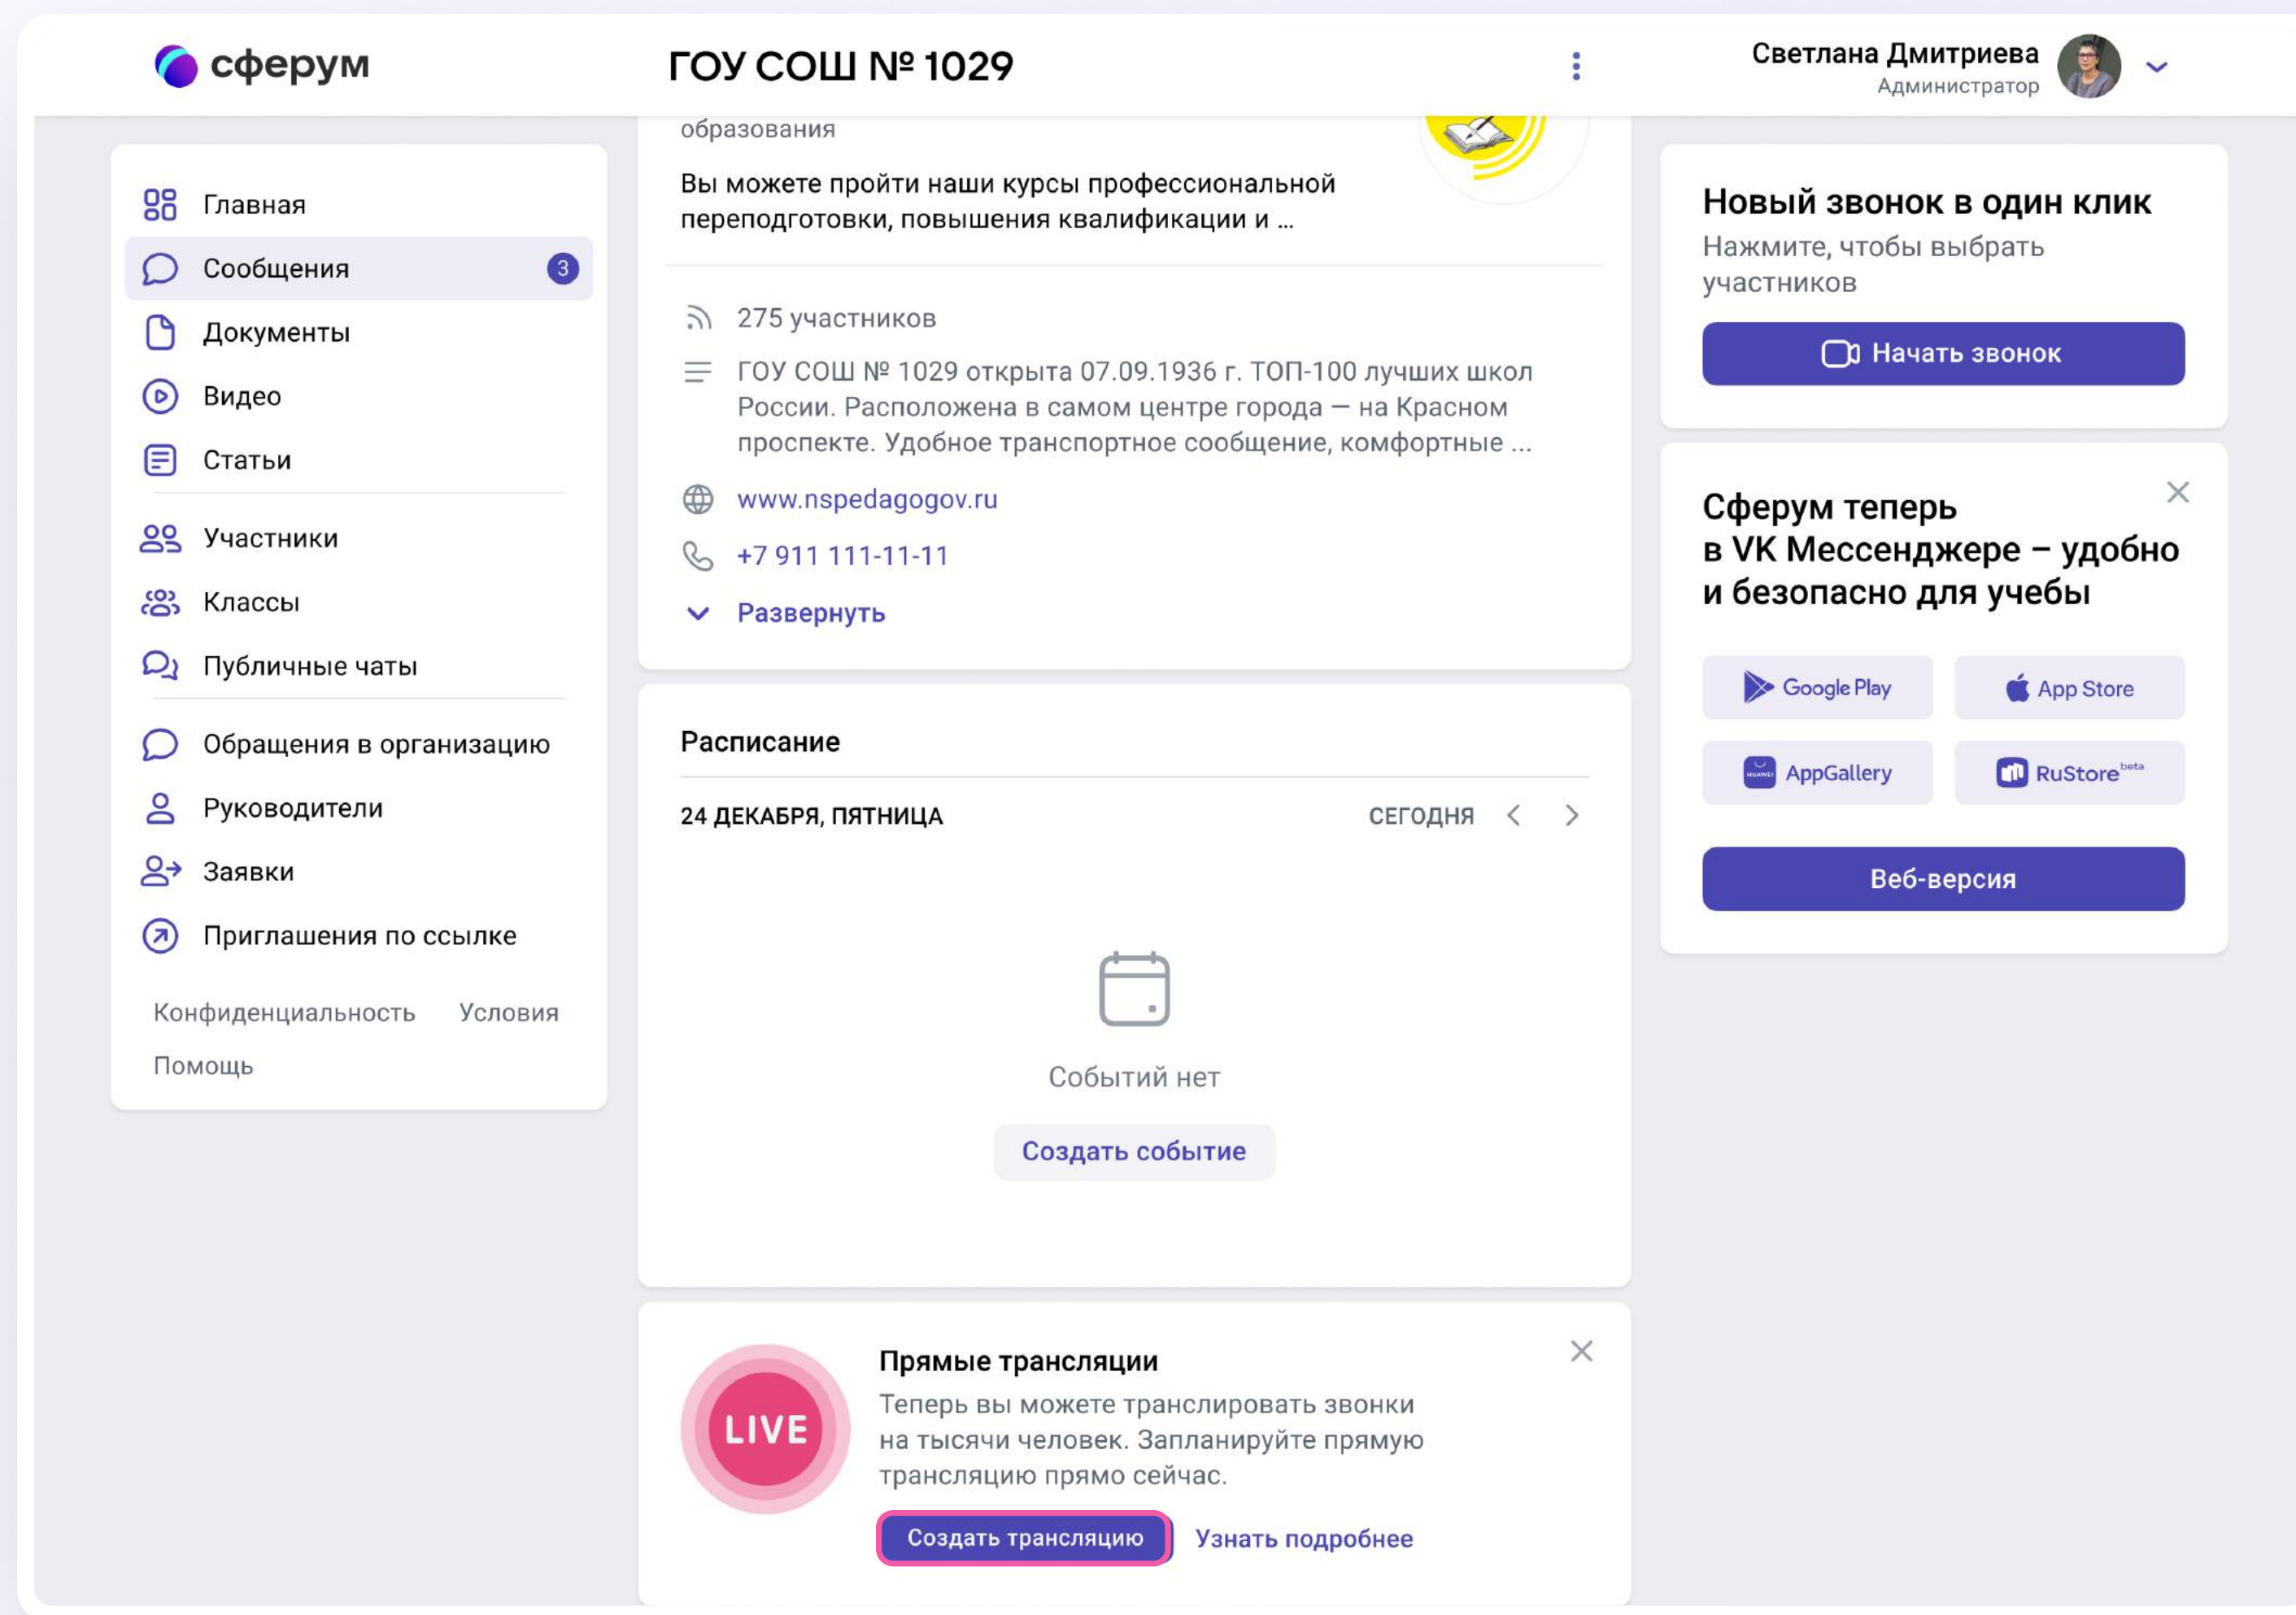 сферум
ГОУ СОШ № 1029
Светлана Дмитриева
Администратор
Главная
Сообщения 3
Документы
Видео
Статьи
Участники
Классы
Публичные чаты
Обращения в организацию
Руководители
Заявки
Приглашения по ссылке
Конфиденциальность Условия
Помощь
образования
Вы можете пройти наши курсы профессиональной
переподготовки, повышения квалификации и ...
275 участников
ГОУ СОШ № 1029 открыта 07.09.1936 г. ТОП-100 лучших школ
России. Расположена в самом центре города — на Красном
проспекте. Удобное транспортное сообщение, комфортные ...
www.nspedagogov.ru
+7 911 111-11-11
Развернуть
Расписание
24 ДЕКАБРЯ, ПЯТНИЦА СЕГОДНЯ
Событий нет
Создать событие
LIVE
Прямые трансляции
Теперь вы можете транслировать звонки
на тысячи человек. Запланируйте прямую
трансляцию прямо сейчас.
Создать трансляцию Узнать подробнее
Новый звонок в один клик
Нажмите, чтобы выбрать
участников
Начать звонок
Сферум теперь
в VK Мессенджере – удобно
и безопасно для учебы
Google Play App Store
HUAWEI AppGallery RuStore beta
Веб-версия